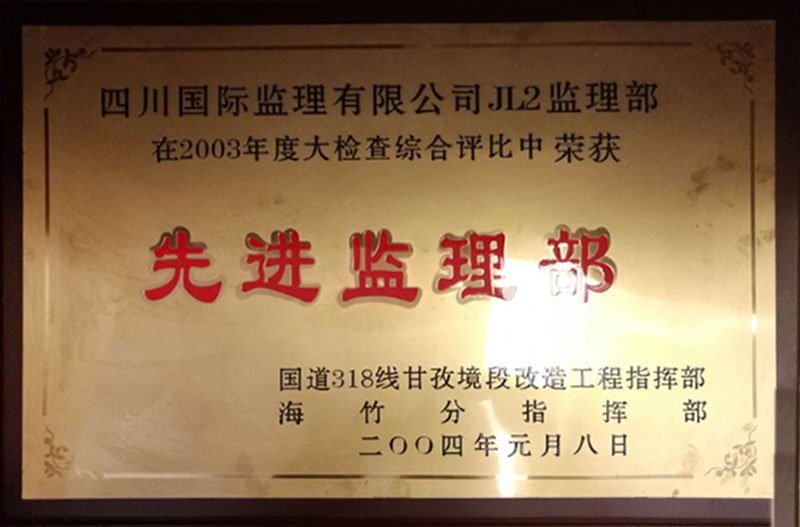 四川国际监理有限公司JL2监理部
在2003年度大检查综合评比中荣获
先进监理部
国道318线甘孜境段改造工程指挥部
海竹分指挥部
二〇〇四年元月八日